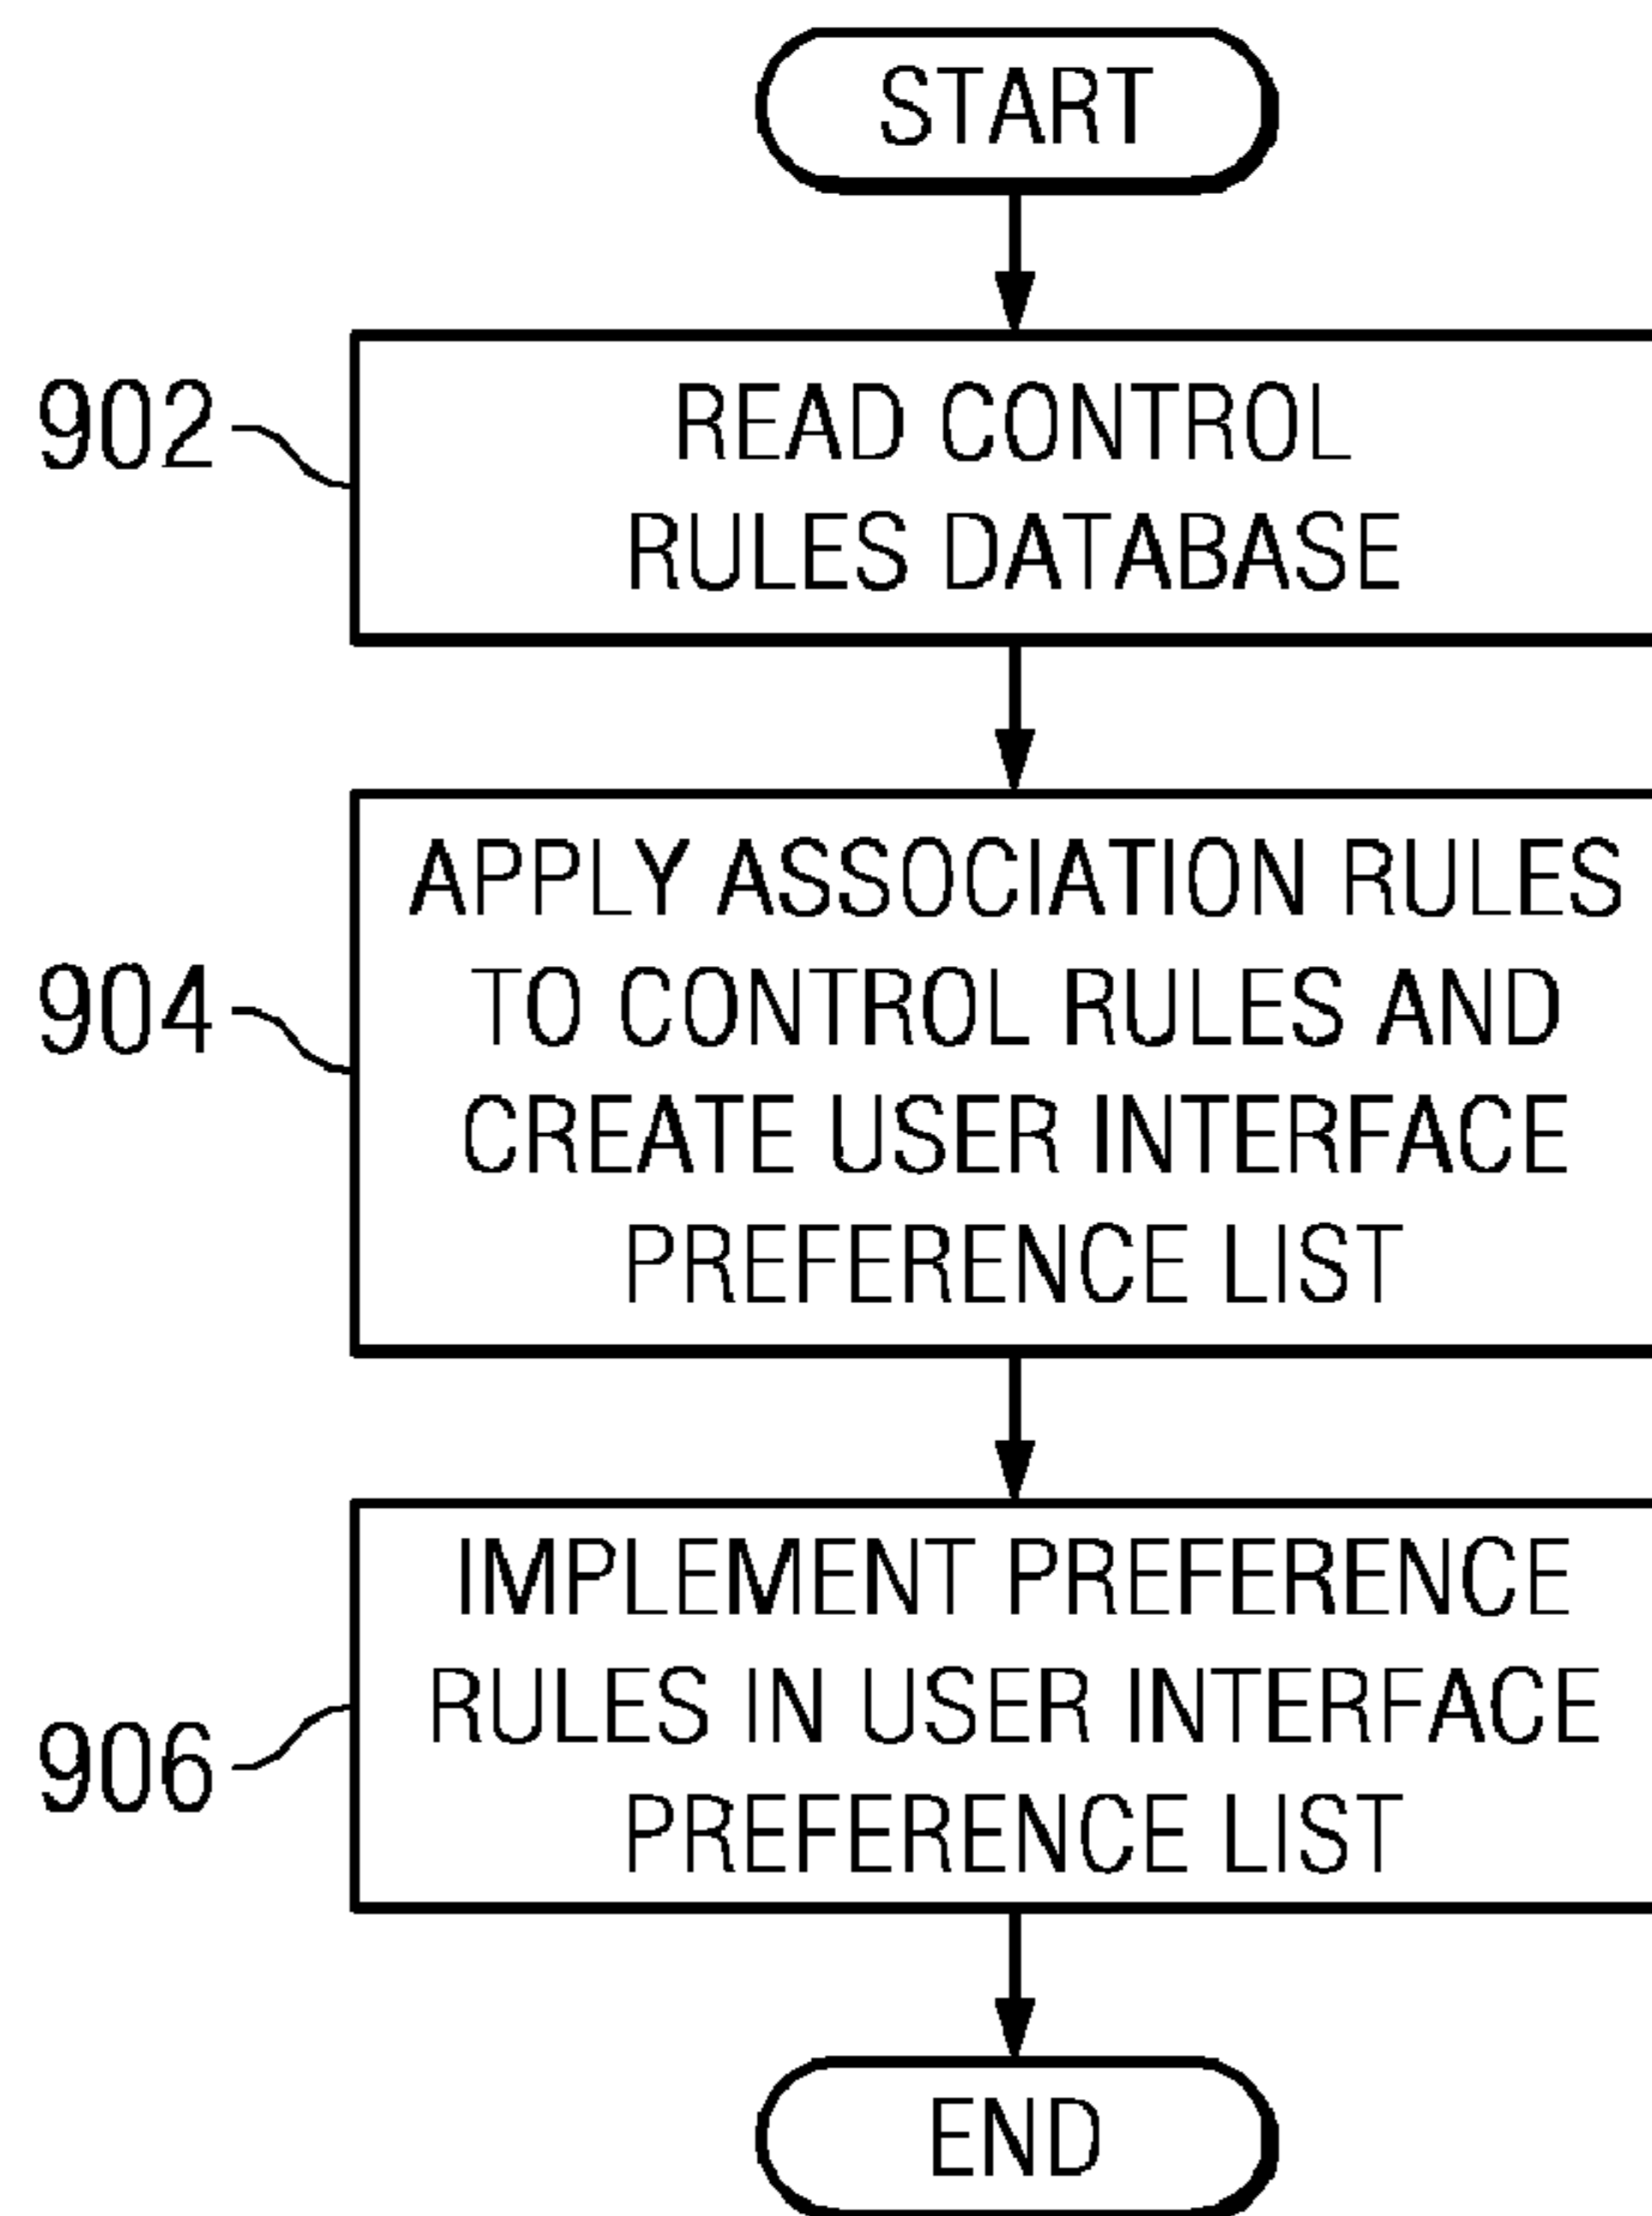 START
902
READ CONTROL
RULES DATABASE
904
APPLY ASSOCIATION RULES
TO CONTROL RULES AND
CREATE USER INTERFACE
PREFERENCE LIST
906
IMPLEMENT PREFERENCE
RULES IN USER INTERFACE
PREFERENCE LIST
END